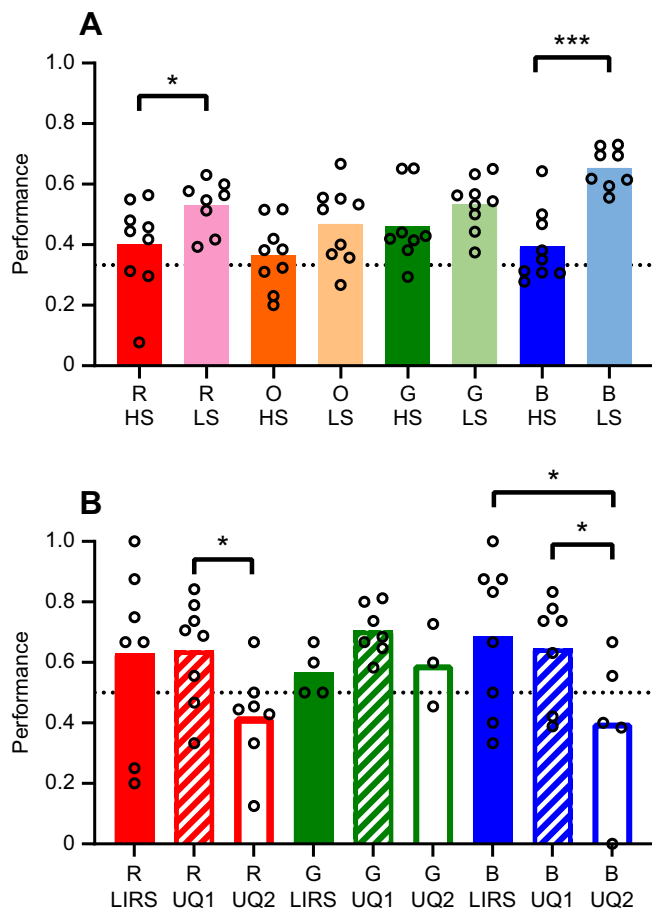 A
*
***
1.0
0.8
0.6
0.4
0.2
0
Performance
R R O O G G B B
HS LS HS LS HS LS HS LS
B
*
*
*
1.0
0.8
0.6
0.4
0.2
0
Performance
R R R G G G B B B
LIRS UQ1 UQ2 LIRS UQ1 UQ2 LIRS UQ1 UQ2